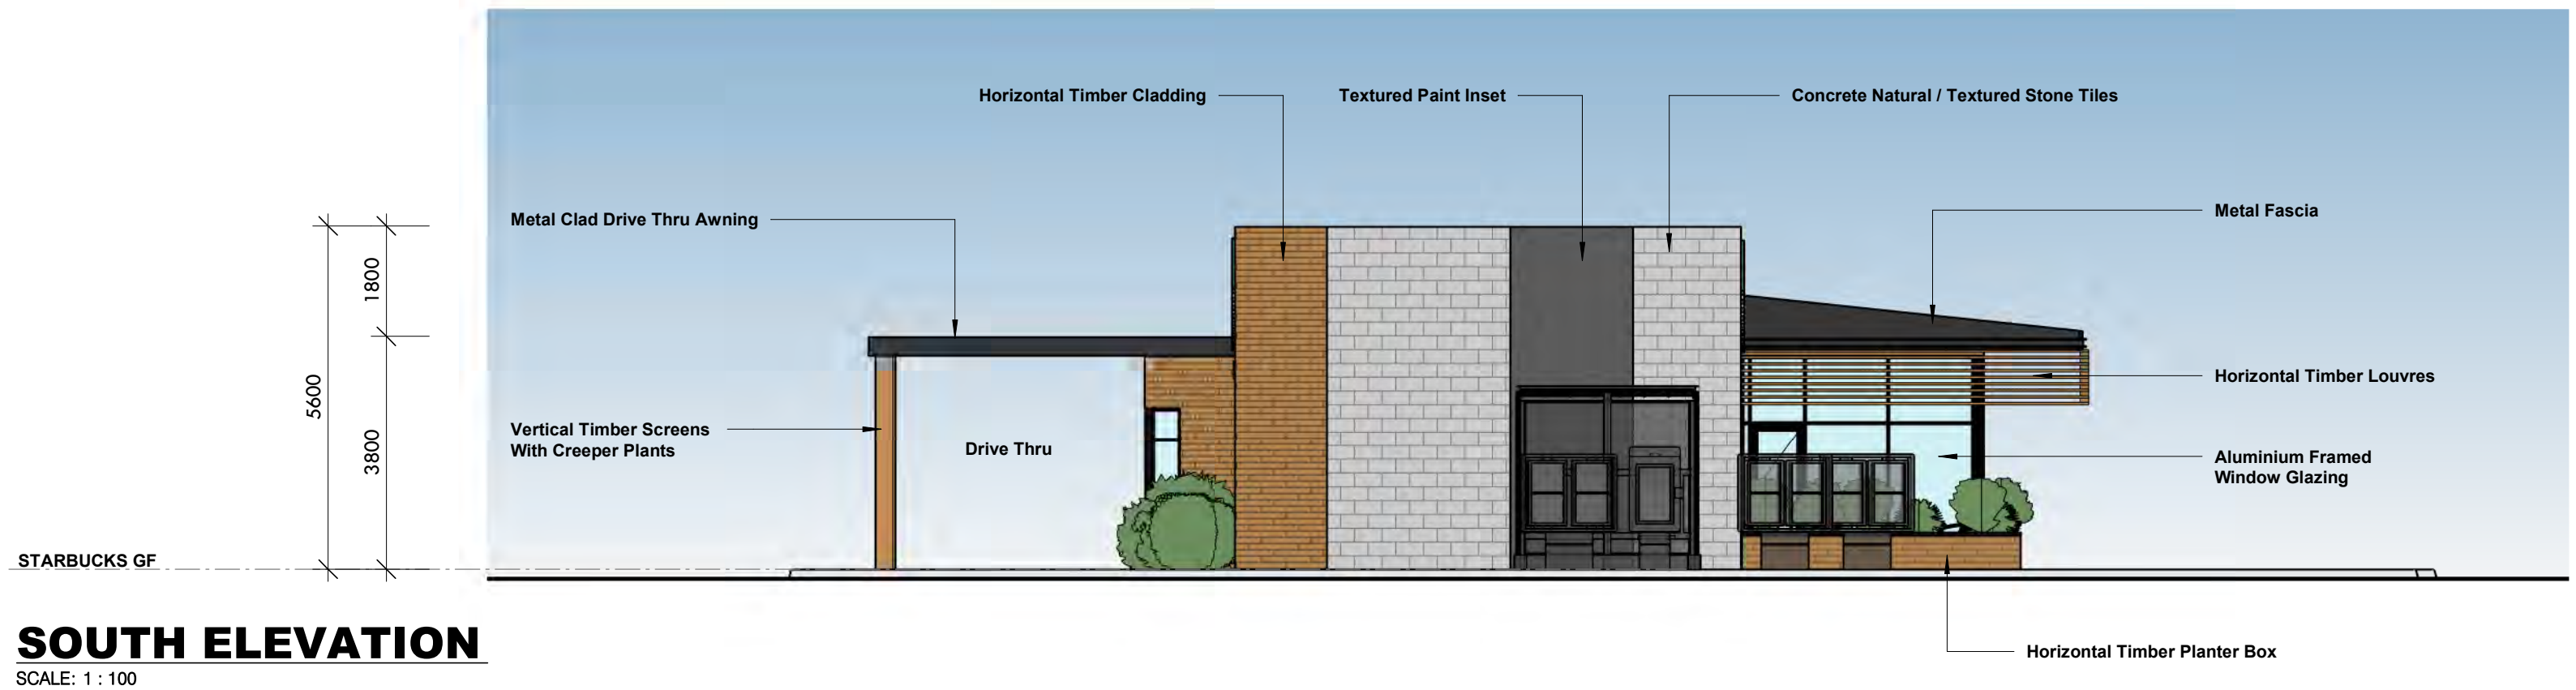 Horizontal Timber Cladding
Textured Paint Inset
Concrete Natural / Textured Stone Tiles
Metal Clad Drive Thru Awning
Metal Fascia
1800
5600
3800
Horizontal Timber Louvres
Vertical Timber Screens
With Creeper Plants
Drive Thru
Aluminium Framed
Window Glazing
STARBUCKS GF
SOUTH ELEVATION
SCALE: 1 : 100
Horizontal Timber Planter Box